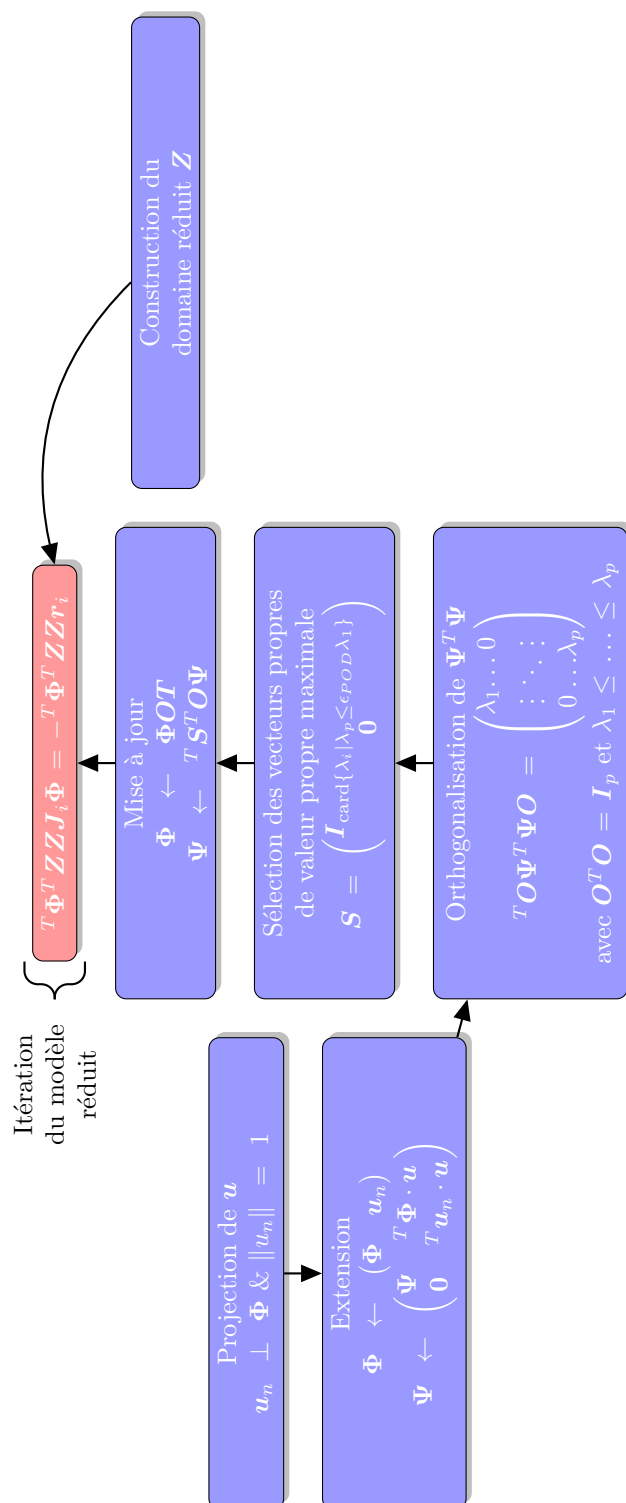 Projection de u
uₙ ⊥ Φ & ||uₙ|| = 1
Extension
Φ ← (Φ uₙ)
Ψ ← ( Ψ ᵀΦ · u
0 ᵀuₙ · u )
Itération
du modèle
réduit
ᵀΦᵀZZJᵢΦ = −ᵀΦᵀZZrᵢ
Mise à jour
Φ ← ΦOT
Ψ ← ᵀSᵀOΨ
Sélection des vecteurs propres
de valeur propre maximale
S = ( I_card{λᵢ|λₚ≤ϵ_PODλ₁}
0 )
Orthogonalisation de ΨᵀΨ
ᵀOΨᵀΨO = ( λ₁ … 0
⋮ ⋱ ⋮
0 … λₚ )
avec OᵀO = Iₚ et λ₁ ≤ ⋯ ≤ λₚ
Construction du
domaine réduit Z